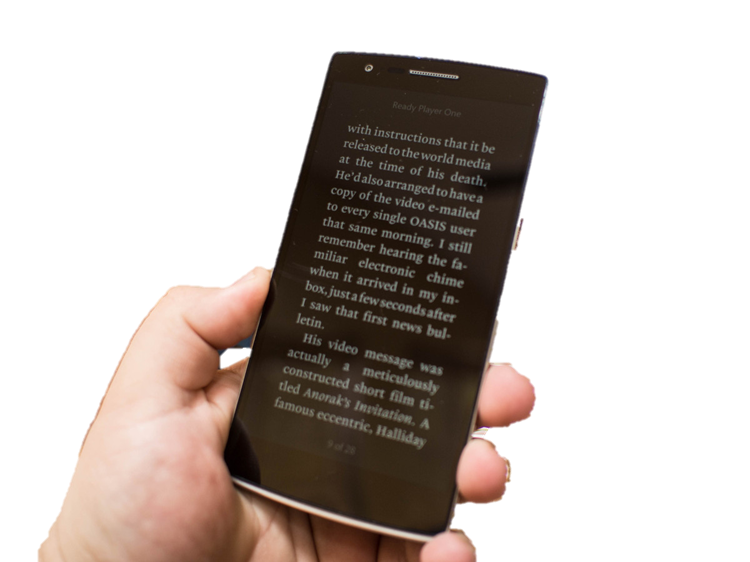 Ready Player One
with instructions that it be
released to the world media
at the time of his death.
He'd also arranged to have a
copy of the video e-mailed
to every single OASIS user
that same morning. I still
remember hearing the fa-
miliar electronic chime
when it arrived in my in-
box, just a few seconds after
I saw that first news bul-
letin.
His video message was
actually a meticulously
constructed short film ti-
tled Anorak's Invitation. A
famous eccentric, Halliday
9 of 28